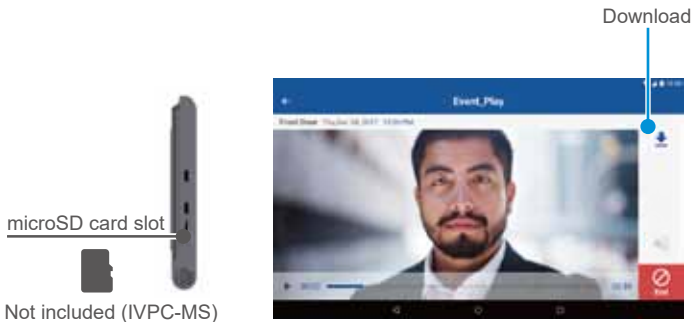 Download
Event_Play
Front Door
microSD card slot
End
Not included (IVPC-MS)